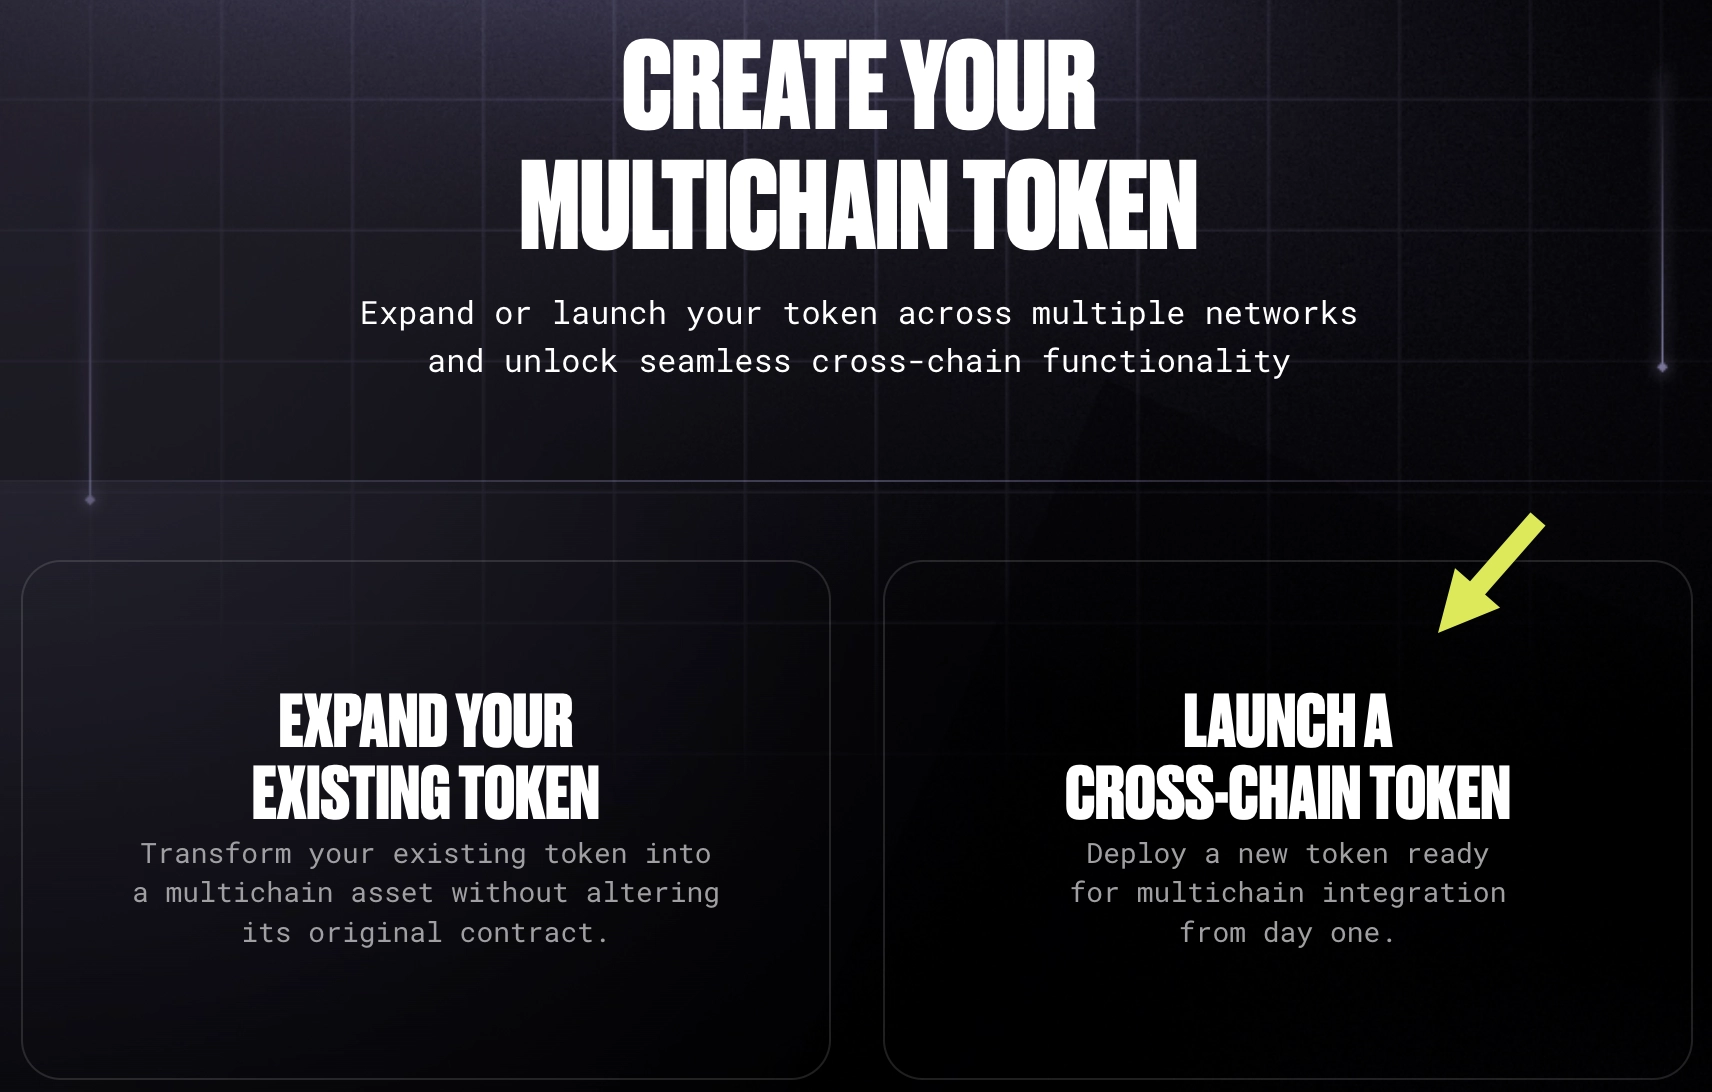 CREATE YOUR
MULTICHAIN TOKEN
Expand or launch your token across multiple networks
and unlock seamless cross-chain functionality
EXPAND YOUR
EXISTING TOKEN
Transform your existing token into
a multichain asset without altering
its original contract.
LAUNCH A
CROSS-CHAIN TOKEN
Deploy a new token ready
for multichain integration
from day one.